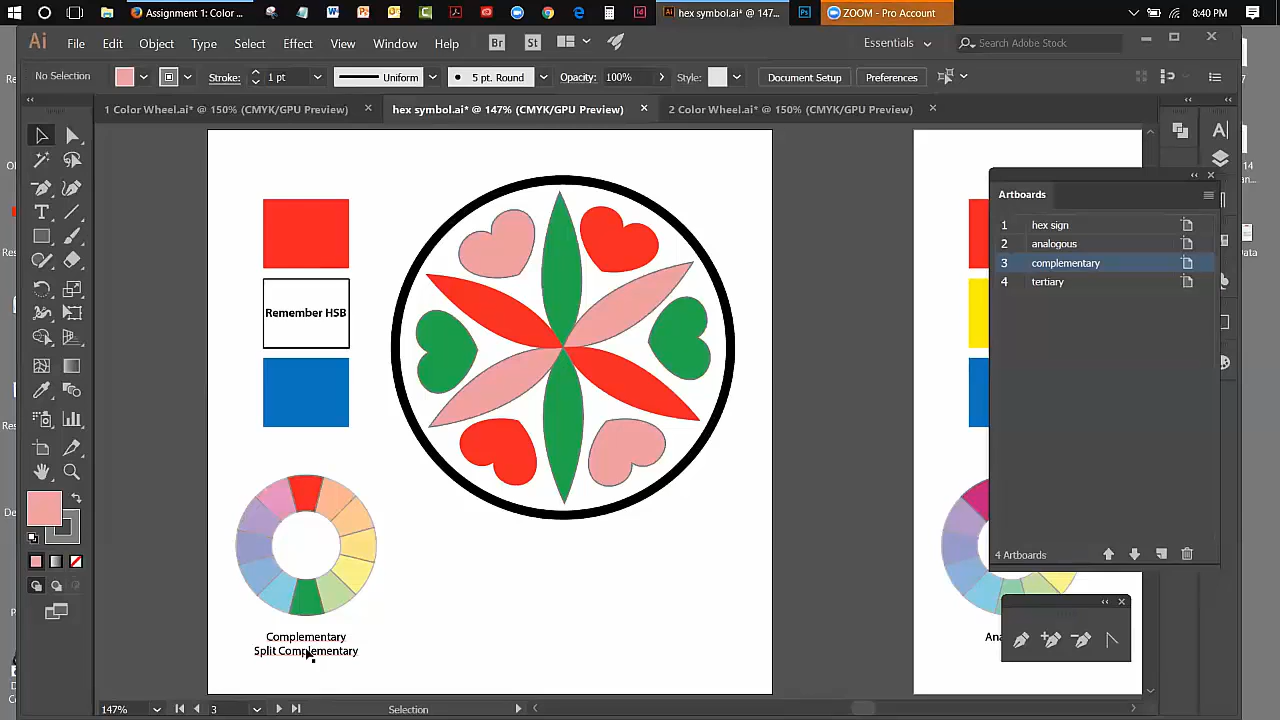 Assignment 1: Color ...
hex symbol.ai* @ 147...
ZOOM - Pro Account
8:40 PM
Ai
File
Edit
Object
Type
Select
Effect
View
Window
Help
Br
St
Essentials
Search Adobe Stock
No Selection
Stroke:
1 pt
Uniform
5 pt. Round
Opacity:
100%
Style:
Document Setup
Preferences
1 Color Wheel.ai* @ 150% (CMYK/GPU Preview)
hex symbol.ai* @ 147% (CMYK/GPU Preview)
2 Color Wheel.ai* @ 150% (CMYK/GPU Preview)
Remember HSB
Complementary
Split Complementary
Artboards
1 hex sign
2 analogous
3 complementary
4 tertiary
4 Artboards
Ana
147%
3
Selection